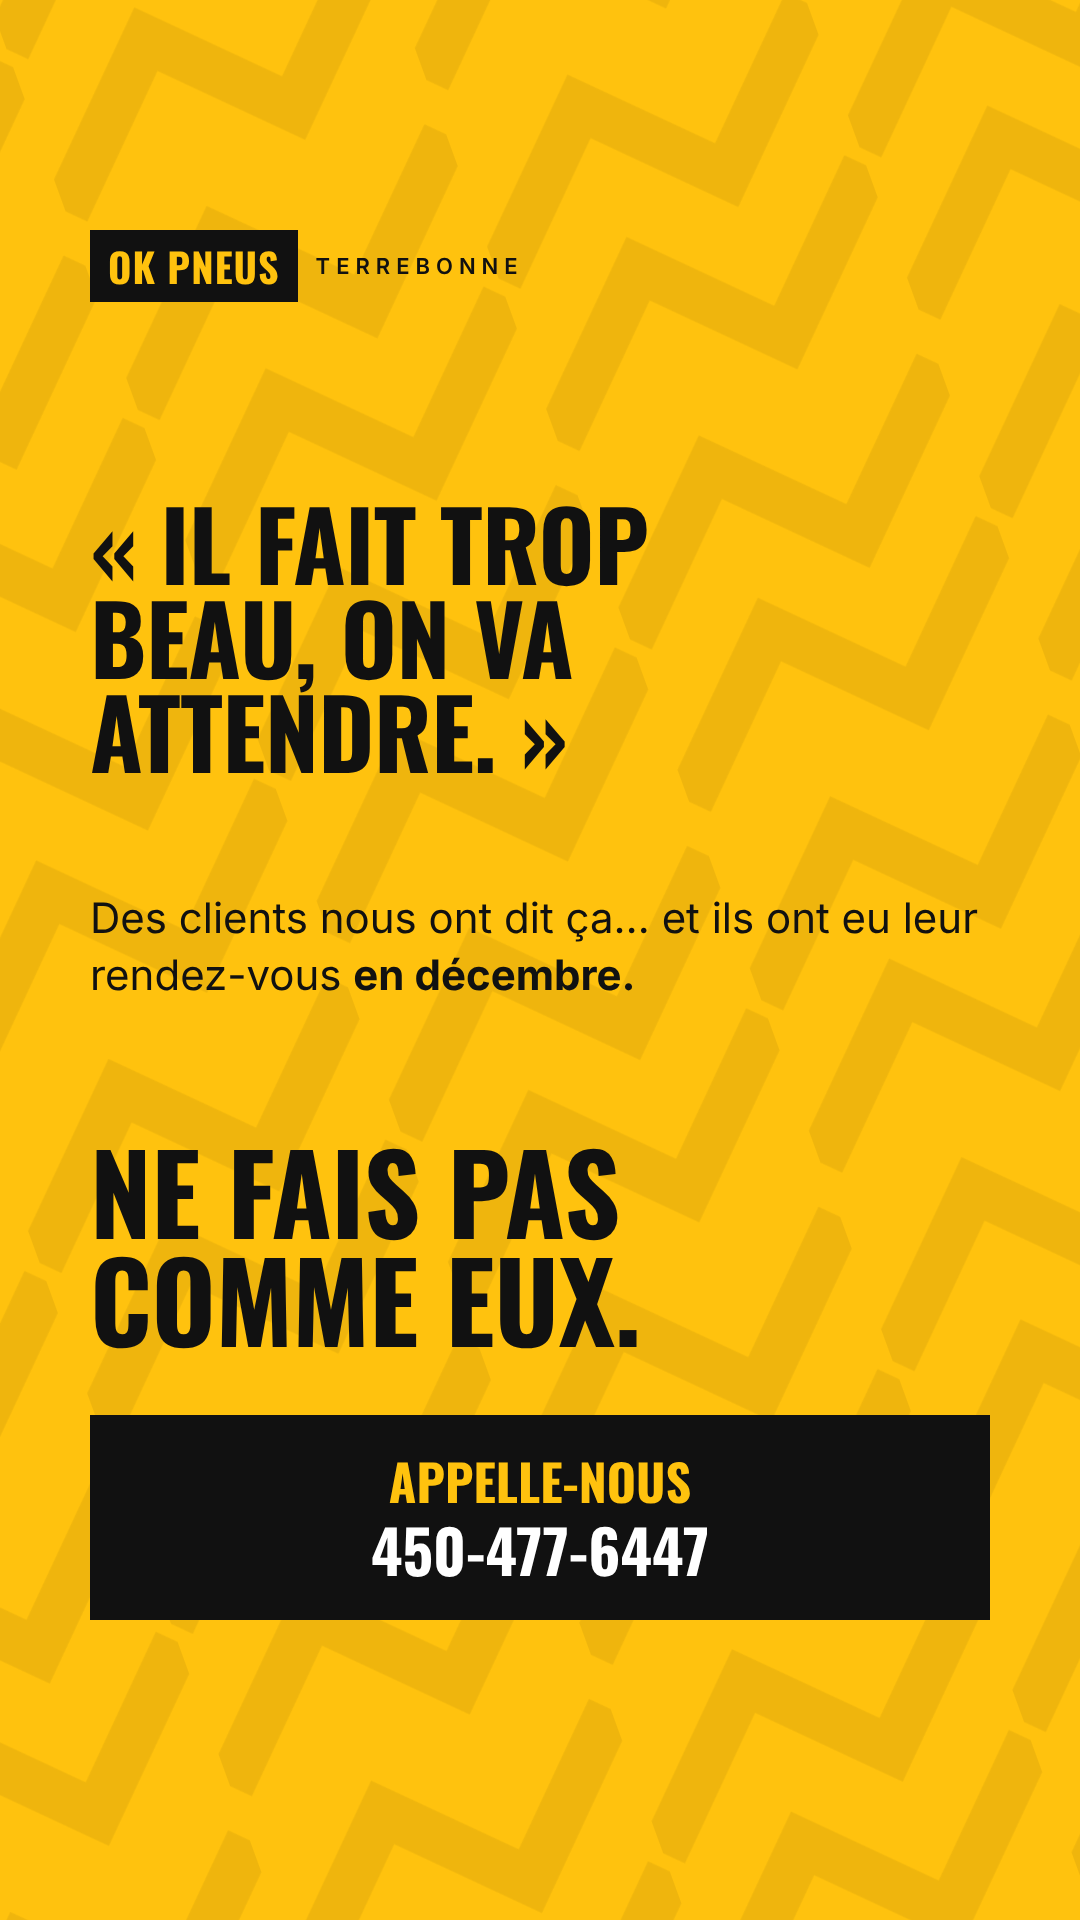 OK PNEUS TERREBONNE
« IL FAIT TROP
BEAU, ON VA
ATTENDRE. »
Des clients nous ont dit ça... et ils ont eu leur
rendez-vous en décembre.
NE FAIS PAS
COMME EUX.
APPELLE-NOUS
450-477-6447